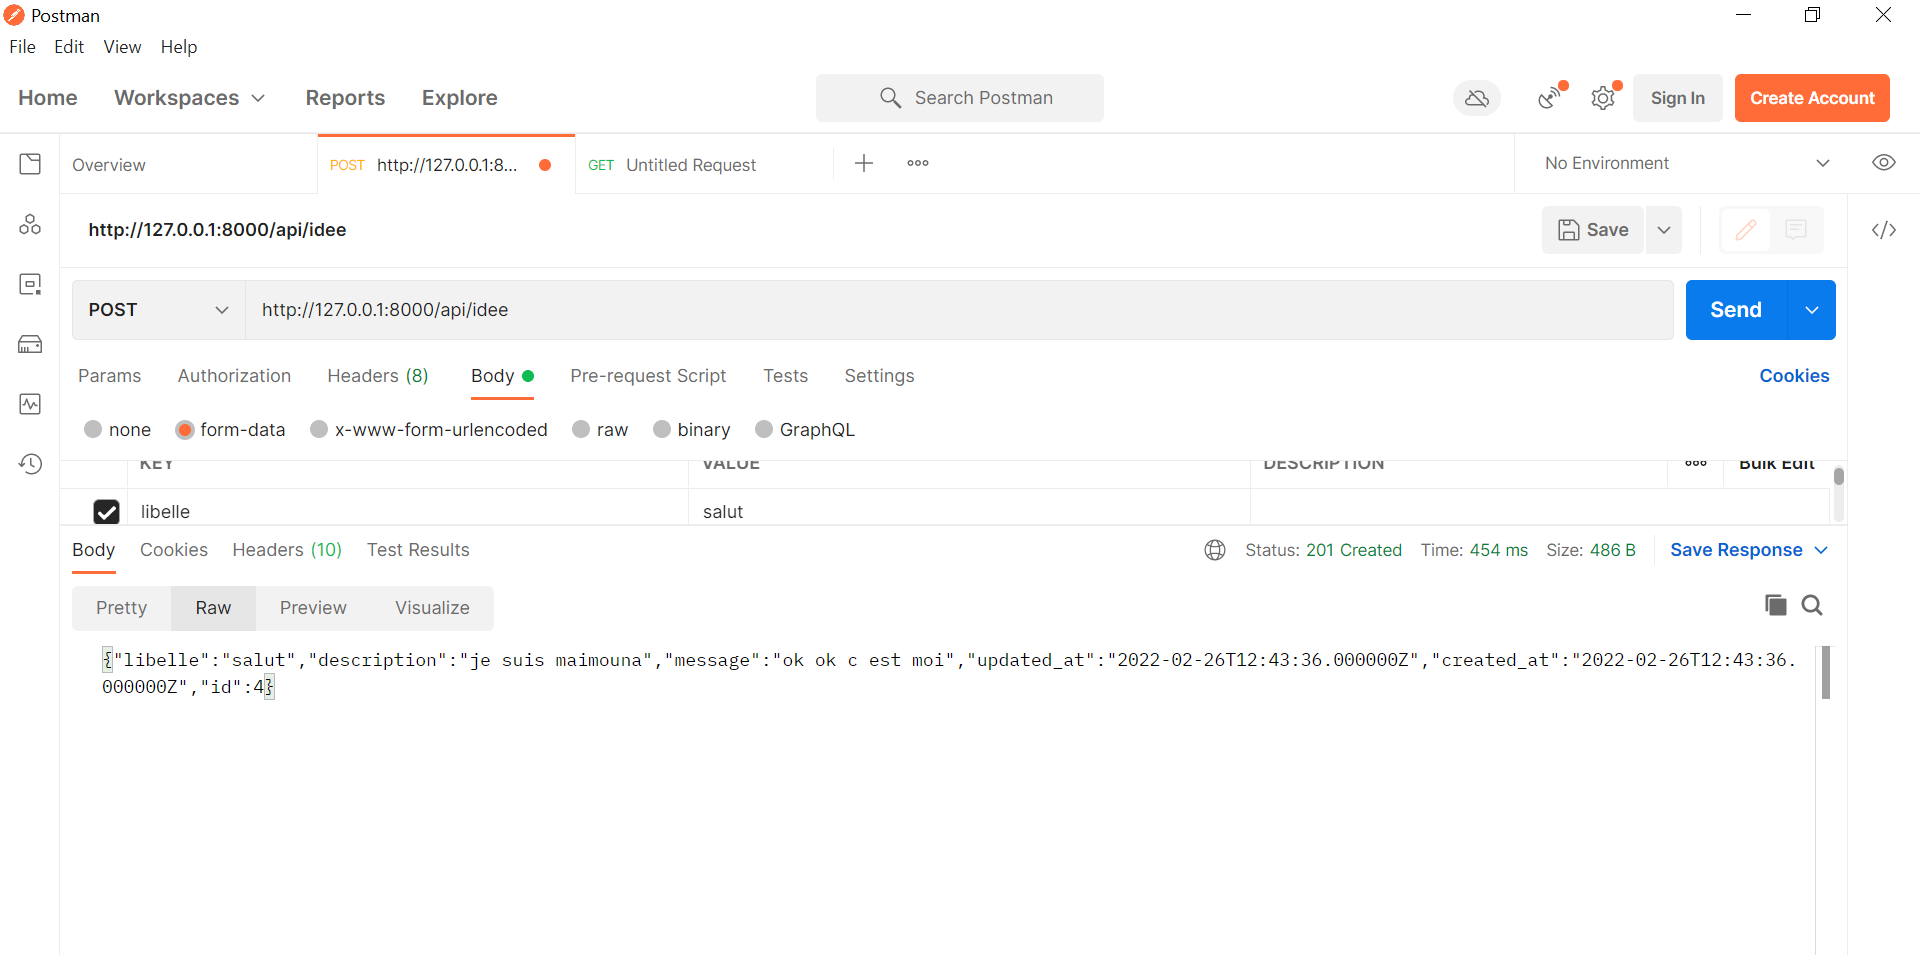 Postman
File Edit View Help
Home Workspaces Reports Explore Search Postman Sign In Create Account
Overview POST http://127.0.0.1:8... GET Untitled Request No Environment
http://127.0.0.1:8000/api/idee Save
POST http://127.0.0.1:8000/api/idee Send
Params Authorization Headers (8) Body Pre-request Script Tests Settings Cookies
none form-data x-www-form-urlencoded raw binary GraphQL
KEY VALUE DESCRIPTION Bulk Edit
libelle salut
Body Cookies Headers (10) Test Results Status: 201 Created Time: 454 ms Size: 486 B Save Response
Pretty Raw Preview Visualize
{"libelle":"salut","description":"je suis maimouna","message":"ok ok c est moi","updated_at":"2022-02-26T12:43:36.000000Z","created_at":"2022-02-26T12:43:36.
000000Z","id":4}